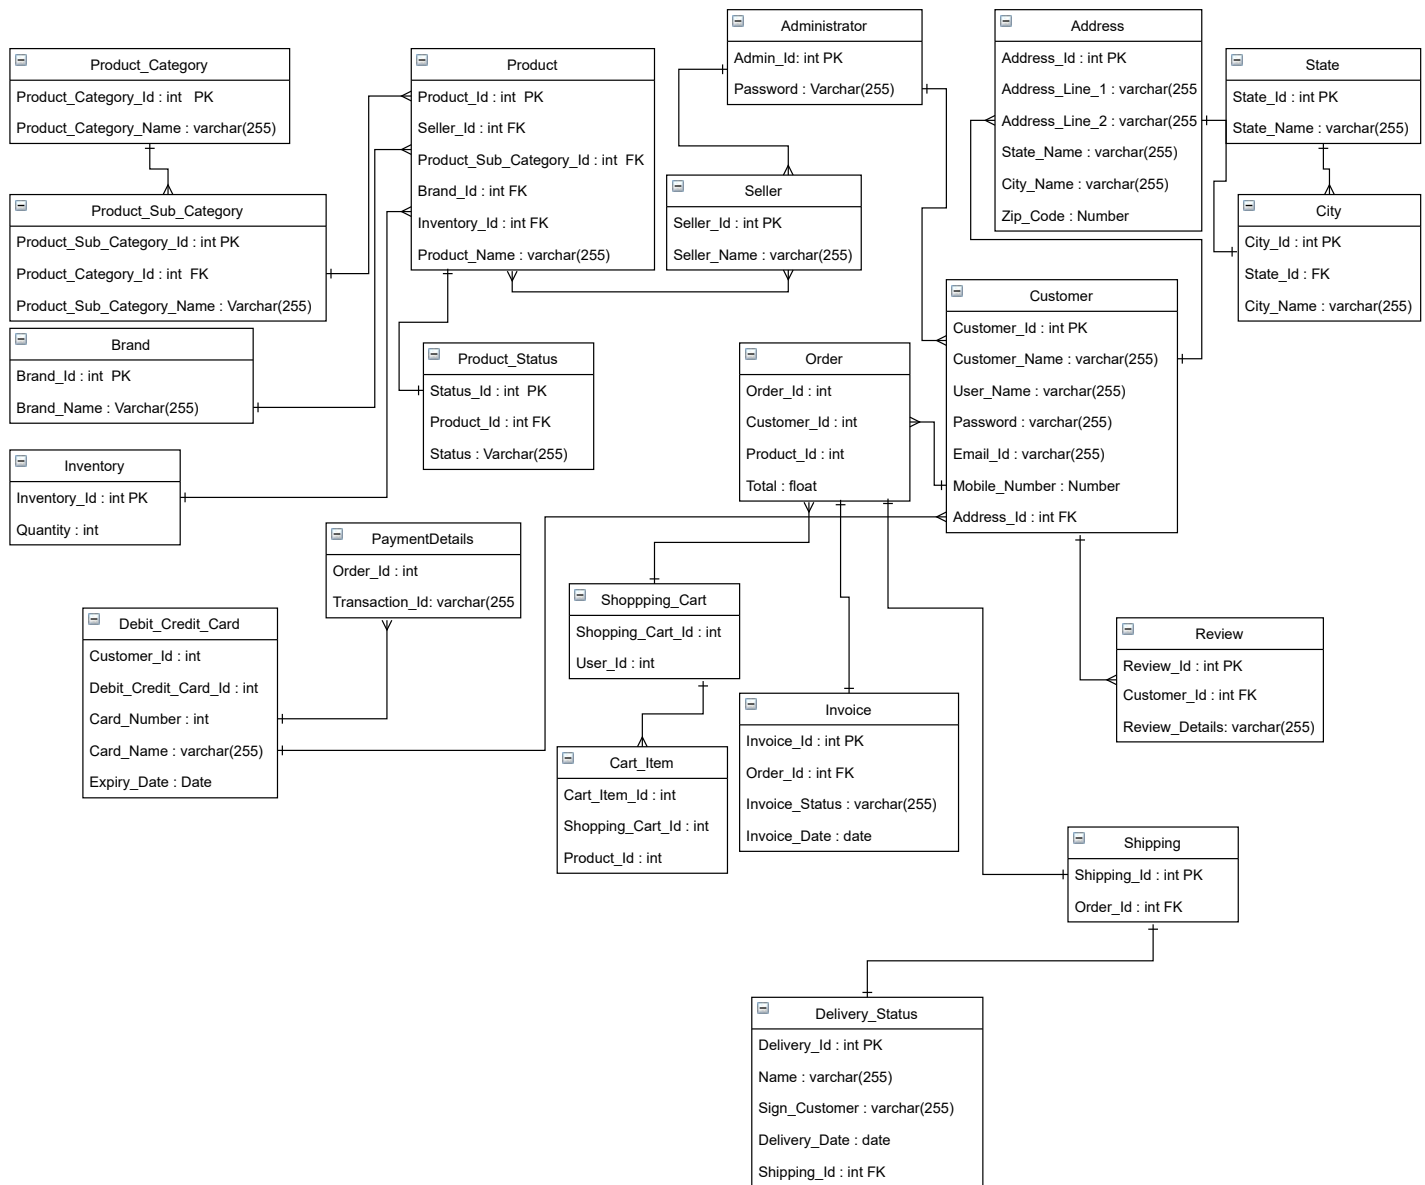 Product_Category
Product_Category_Id : int PK
Product_Category_Name : varchar(255)
Product_Sub_Category
Product_Sub_Category_Id : int PK
Product_Category_Id : int FK
Product_Sub_Category_Name : Varchar(255)
Brand
Brand_Id : int PK
Brand_Name : Varchar(255)
Inventory
Inventory_Id : int PK
Quantity : int
Product
Product_Id : int PK
Seller_Id : int FK
Product_Sub_Category_Id : int FK
Brand_Id : int FK
Inventory_Id : int FK
Product_Name : varchar(255)
Product_Status
Status_Id : int PK
Product_Id : int FK
Status : Varchar(255)
Administrator
Admin_Id: int PK
Password : Varchar(255)
Seller
Seller_Id : int PK
Seller_Name : varchar(255)
Address
Address_Id : int PK
Address_Line_1 : varchar(255
Address_Line_2 : varchar(255
State_Name : varchar(255)
City_Name : varchar(255)
Zip_Code : Number
State
State_Id : int PK
State_Name : varchar(255)
City
City_Id : int PK
State_Id : FK
City_Name : varchar(255)
Customer
Customer_Id : int PK
Customer_Name : varchar(255)
User_Name : varchar(255)
Password : varchar(255)
Email_Id : varchar(255)
Mobile_Number : Number
Address_Id : int FK
Order
Order_Id : int
Customer_Id : int
Product_Id : int
Total : float
PaymentDetails
Order_Id : int
Transaction_Id: varchar(255
Debit_Credit_Card
Customer_Id : int
Debit_Credit_Card_Id : int
Card_Number : int
Card_Name : varchar(255)
Expiry_Date : Date
Shoppping_Cart
Shopping_Cart_Id : int
User_Id : int
Cart_Item
Cart_Item_Id : int
Shopping_Cart_Id : int
Product_Id : int
Invoice
Invoice_Id : int PK
Order_Id : int FK
Invoice_Status : varchar(255)
Invoice_Date : date
Review
Review_Id : int PK
Customer_Id : int FK
Review_Details: varchar(255)
Shipping
Shipping_Id : int PK
Order_Id : int FK
Delivery_Status
Delivery_Id : int PK
Name : varchar(255)
Sign_Customer : varchar(255)
Delivery_Date : date
Shipping_Id : int FK